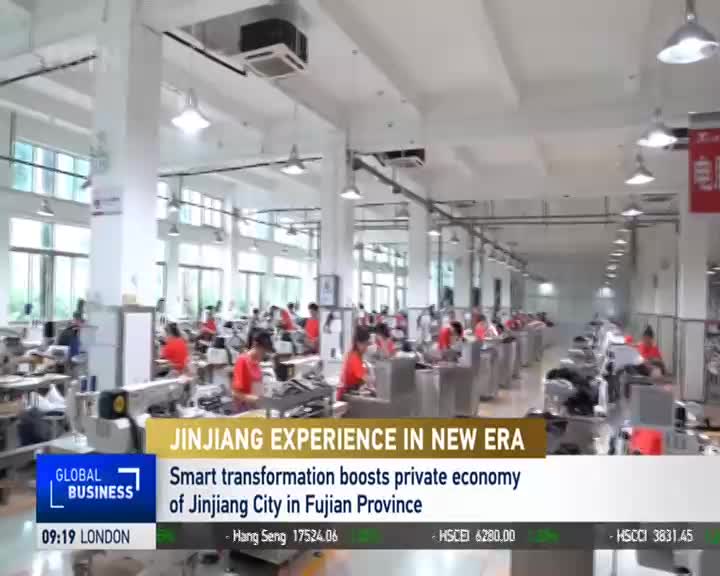 电
JINJIANG EXPERIENCE IN NEW ERA
GLOBAL
BUSINESS
Smart transformation boosts private economy
of Jinjiang City in Fujian Province
09:19 LONDON
- Hang Seng 17524.06
- HSCEI 6280.00
- HSCCI 3831.45